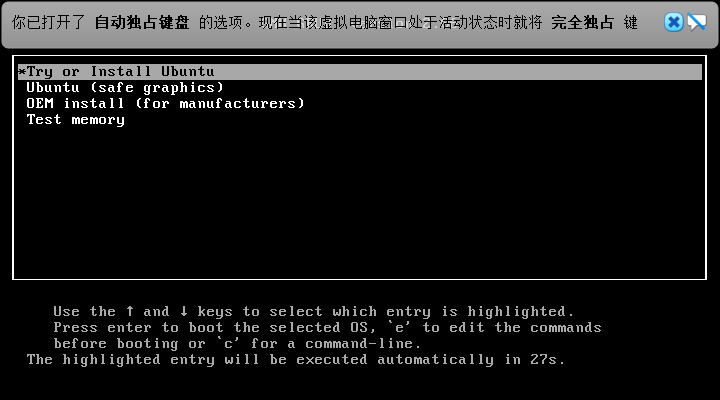 你已打开了 自动独占键盘 的选项。现在当该虚拟电脑窗口处于活动状态时就将 完全独占 键
*Try or Install Ubuntu
Ubuntu (safe graphics)
OEM install (for manufacturers)
Test memory
Use the ↑ and ↓ keys to select which entry is highlighted.
Press enter to boot the selected OS, `e' to edit the commands
before booting or `c' for a command-line.
The highlighted entry will be executed automatically in 27s.